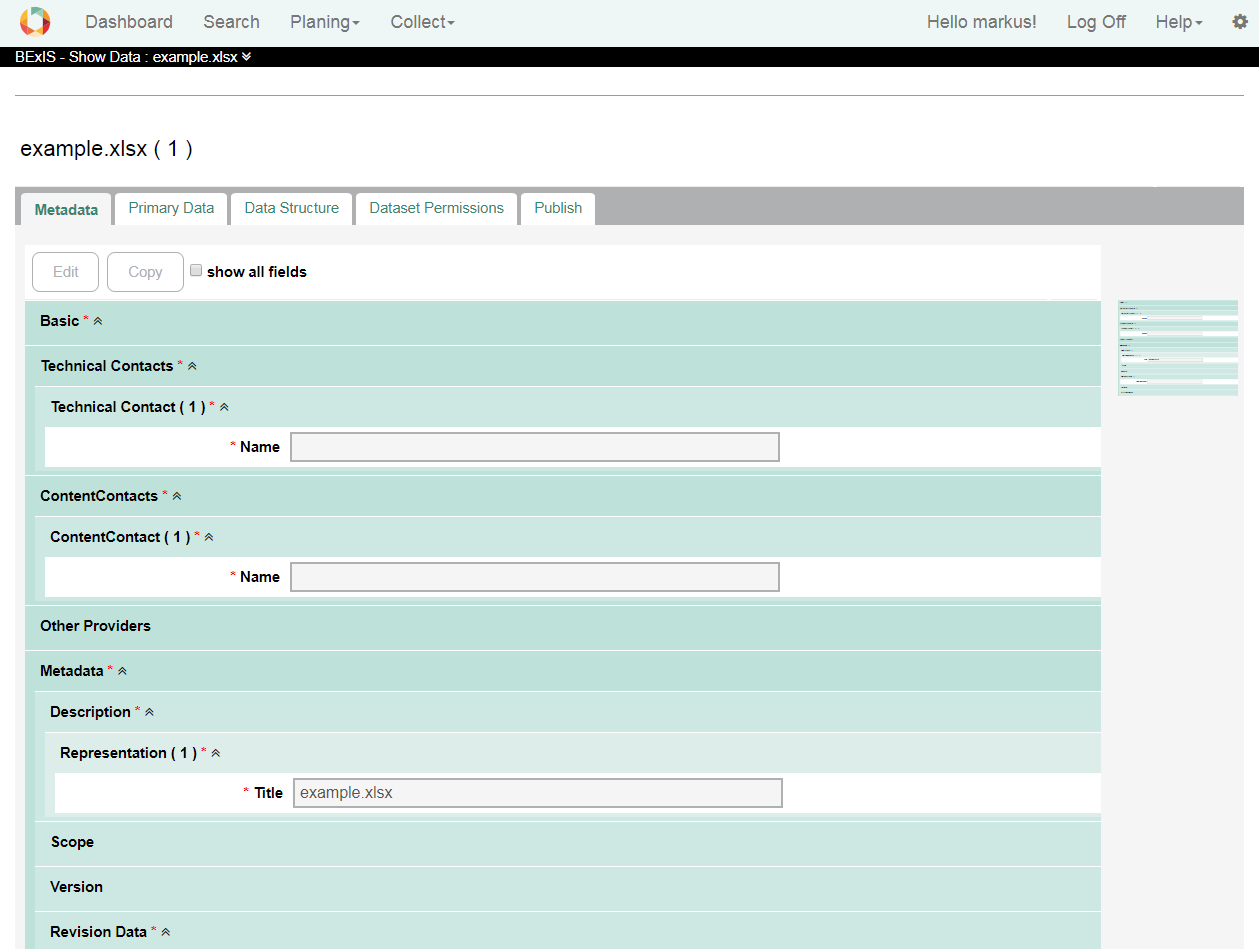 Dashboard Search Planing Collect Hello markus! Log Off Help
BExIS - Show Data : example.xlsx
example.xlsx ( 1 )
Metadata Primary Data Data Structure Dataset Permissions Publish
Edit Copy show all fields
Basic *
Technical Contacts *
Technical Contact ( 1 ) *
* Name
ContentContacts *
ContentContact ( 1 ) *
* Name
Other Providers
Metadata *
Description *
Representation ( 1 ) *
* Title example.xlsx
Scope
Version
Revision Data *